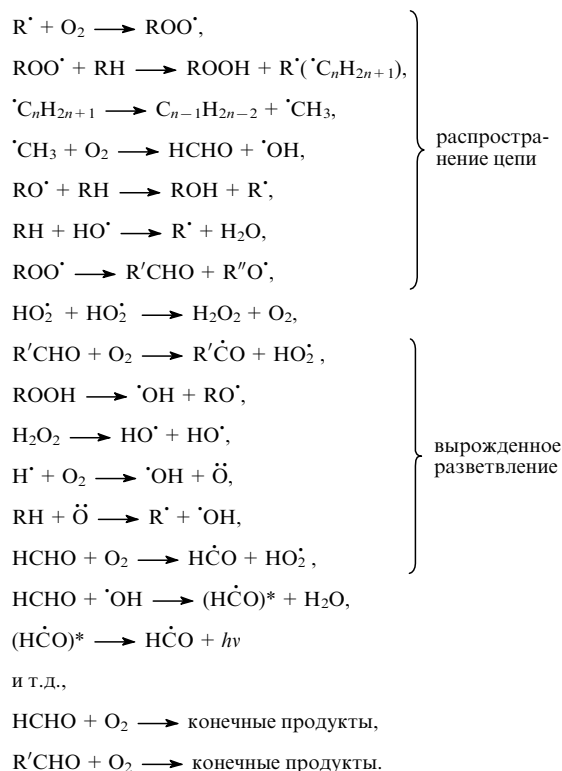 R˙ + O₂ ⟶ ROO˙,
ROO˙ + RH ⟶ ROOH + R˙(˙CₙH₂ₙ₊₁),
˙CₙH₂ₙ₊₁ ⟶ Cₙ₋₁H₂ₙ₋₂ + ˙CH₃,
˙CH₃ + O₂ ⟶ HCHO + ˙OH,
RO˙ + RH ⟶ ROH + R˙,
RH + HO˙ ⟶ R˙ + H₂O,
ROO˙ ⟶ R′CHO + R″O˙,
распростра-
нение цепи
HO₂˙ + HO₂˙ ⟶ H₂O₂ + O₂,
R′CHO + O₂ ⟶ R′ĊO + HO₂˙ ,
ROOH ⟶ ˙OH + RO˙,
H₂O₂ ⟶ HO˙ + HO˙,
H˙ + O₂ ⟶ ˙OH + Ö,
RH + Ö ⟶ R˙ + ˙OH,
HCHO + O₂ ⟶ HĊO + HO₂˙ ,
вырожденное
разветвление
HCHO + ˙OH ⟶ (HĊO)* + H₂O,
(HĊO)* ⟶ HĊO + hν
и т.д.,
HCHO + O₂ ⟶ конечные продукты,
R′CHO + O₂ ⟶ конечные продукты.